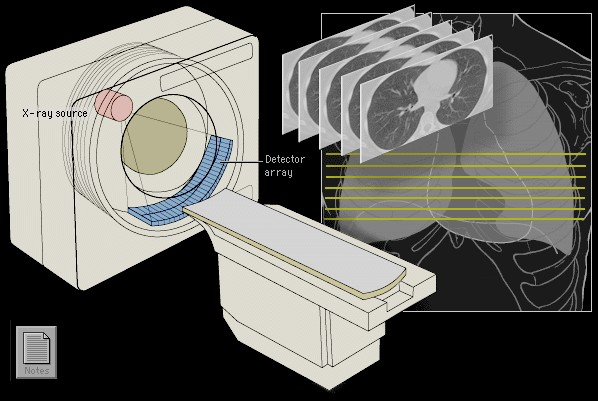 X-ray source
Detector
array
Notes